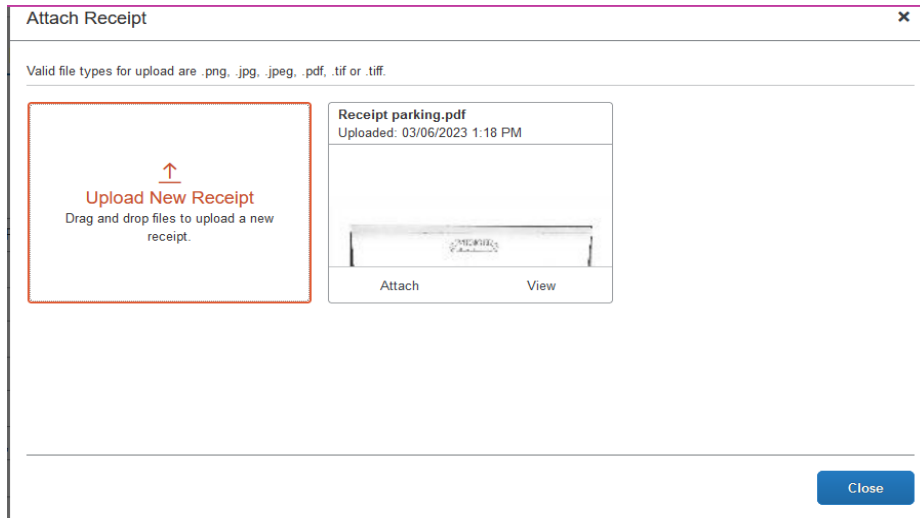 Attach Receipt
Valid file types for upload are .png, .jpg, .jpeg, .pdf, .tif or .tiff.
Upload New Receipt
Drag and drop files to upload a new
receipt.
Receipt parking.pdf
Uploaded: 03/06/2023 1:18 PM
Attach View
Close